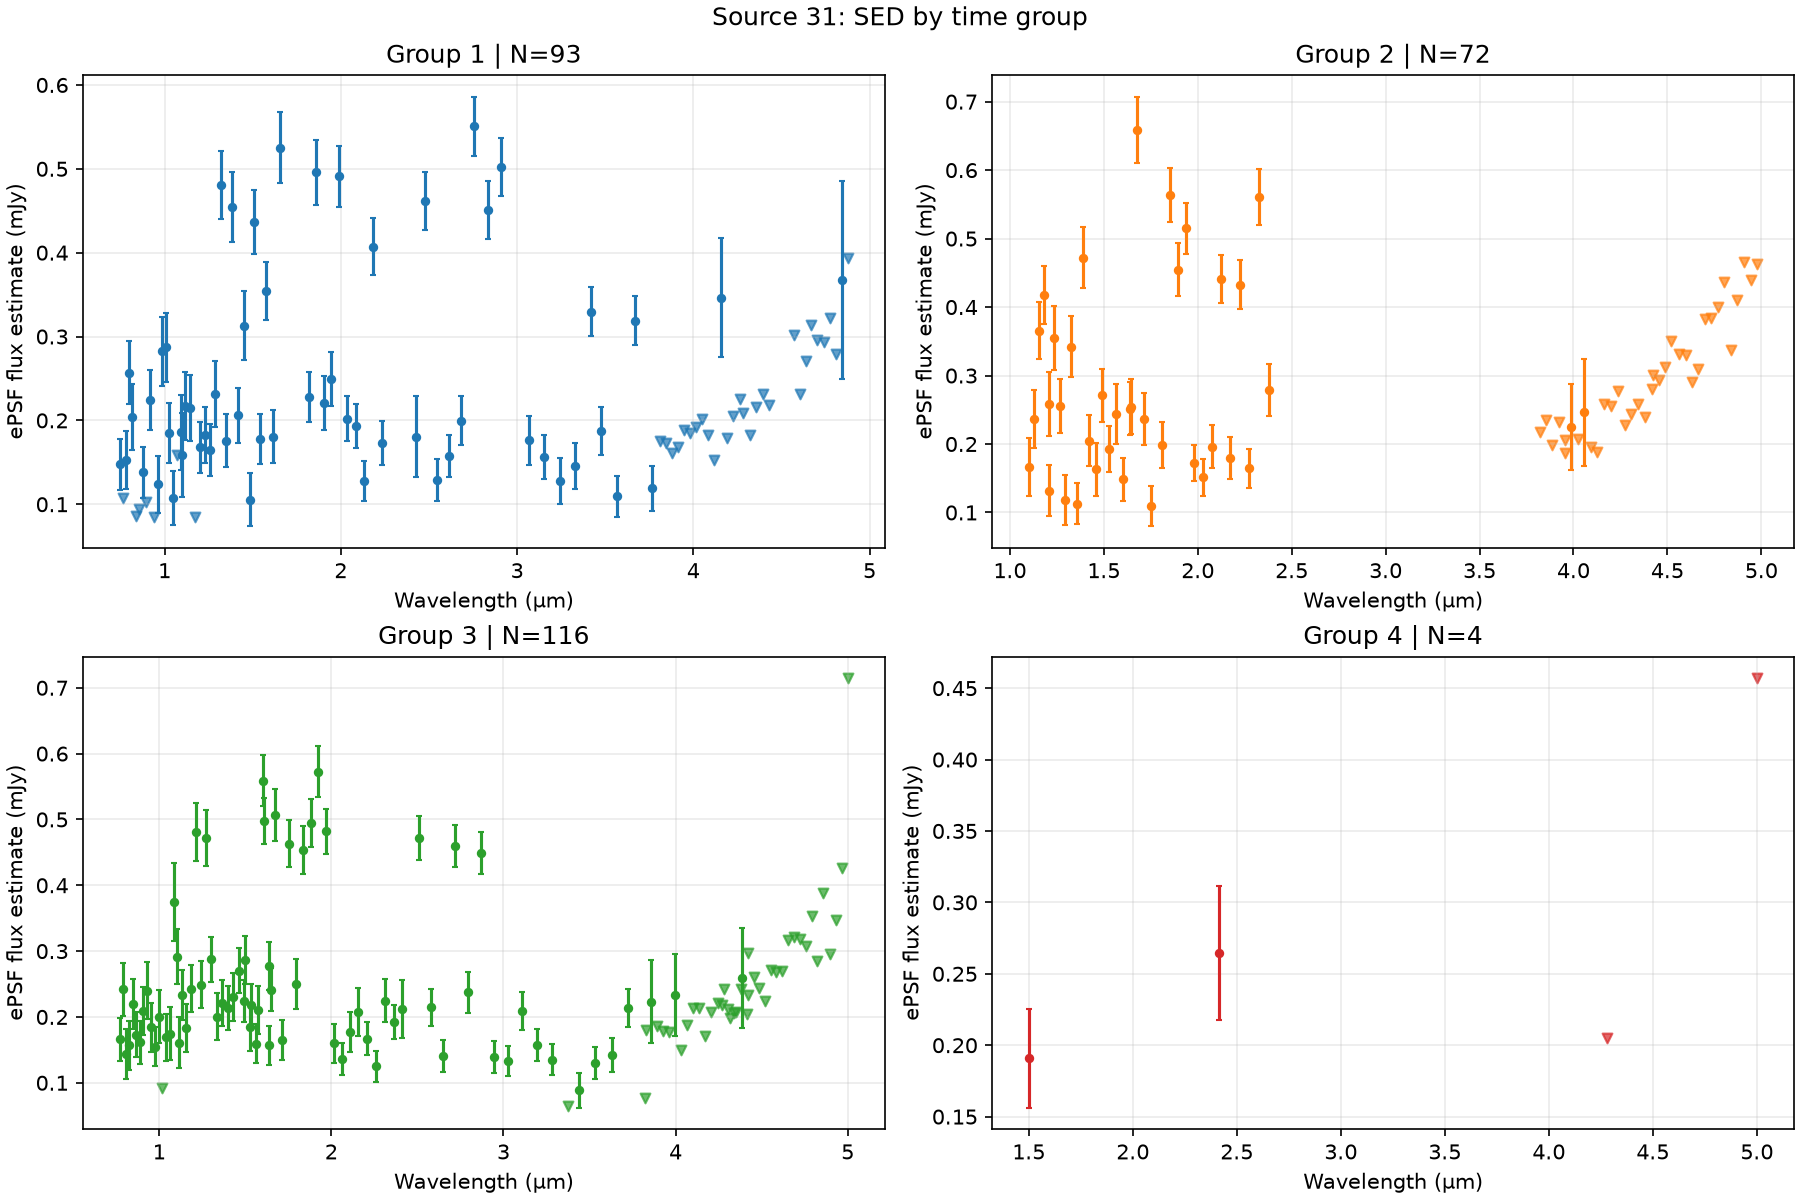 Source 31: SED by time group
Group 1 | N=93
ePSF flux estimate (mJy)
0.6
0.5
0.4
0.3
0.2
0.1
1 2 3 4 5
Wavelength (µm)
Group 2 | N=72
ePSF flux estimate (mJy)
0.7
0.6
0.5
0.4
0.3
0.2
0.1
1.0 1.5 2.0 2.5 3.0 3.5 4.0 4.5 5.0
Wavelength (µm)
Group 3 | N=116
ePSF flux estimate (mJy)
0.7
0.6
0.5
0.4
0.3
0.2
0.1
1 2 3 4 5
Wavelength (µm)
Group 4 | N=4
ePSF flux estimate (mJy)
0.45
0.40
0.35
0.30
0.25
0.20
0.15
1.5 2.0 2.5 3.0 3.5 4.0 4.5 5.0
Wavelength (µm)